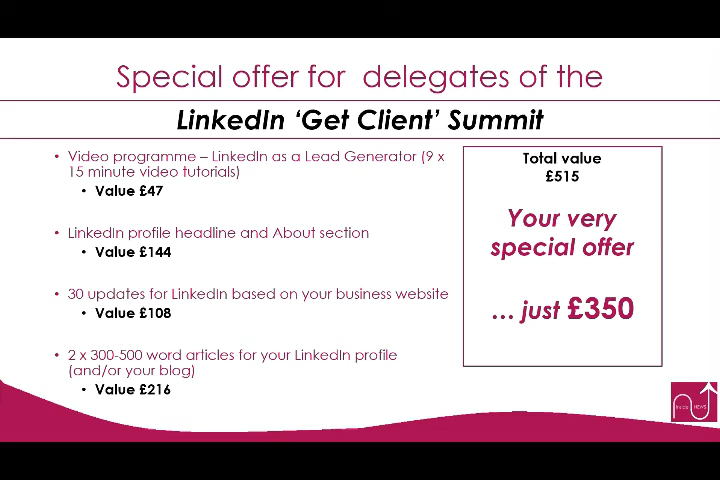 Special offer for delegates of the
LinkedIn ‘Get Client’ Summit
• Video programme – LinkedIn as a Lead Generator (9 x
15 minute video tutorials)
• Value £47
• LinkedIn profile headline and About section
• Value £144
• 30 updates for LinkedIn based on your business website
• Value £108
• 2 x 300-500 word articles for your LinkedIn profile
(and/or your blog)
• Value £216
Total value
£515
Your very
special offer
... just £350
Inside NEWS